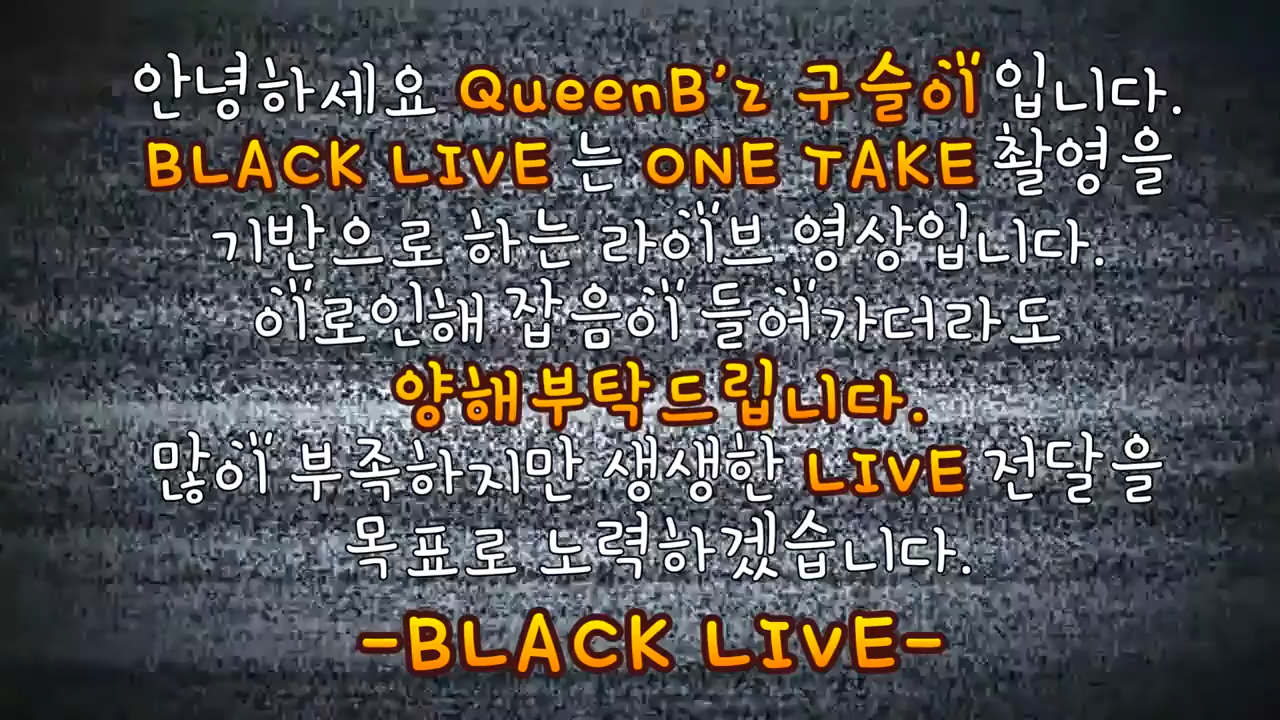 안녕하세요 QueenB'z 구슬이입니다.
BLACK LIVE 는 ONE TAKE 촬영을
기반으로 하는 라이브 영상입니다.
이로인해 잡음이 들어가더라도
양해부탁드립니다.
많이 부족하지만 생생한 LIVE 전달을
목표로 노력하겠습니다.
-BLACK LIVE-